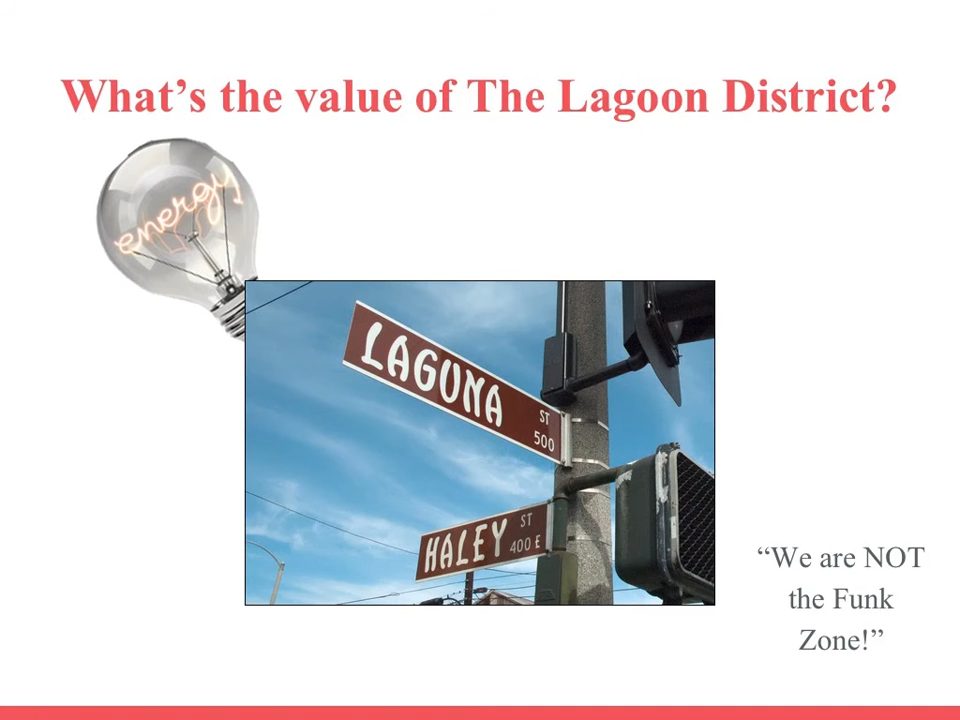 What’s the value of The Lagoon District?
energy
LAGUNA ST 500
HALEY ST 400 E
“We are NOT
the Funk
Zone!”